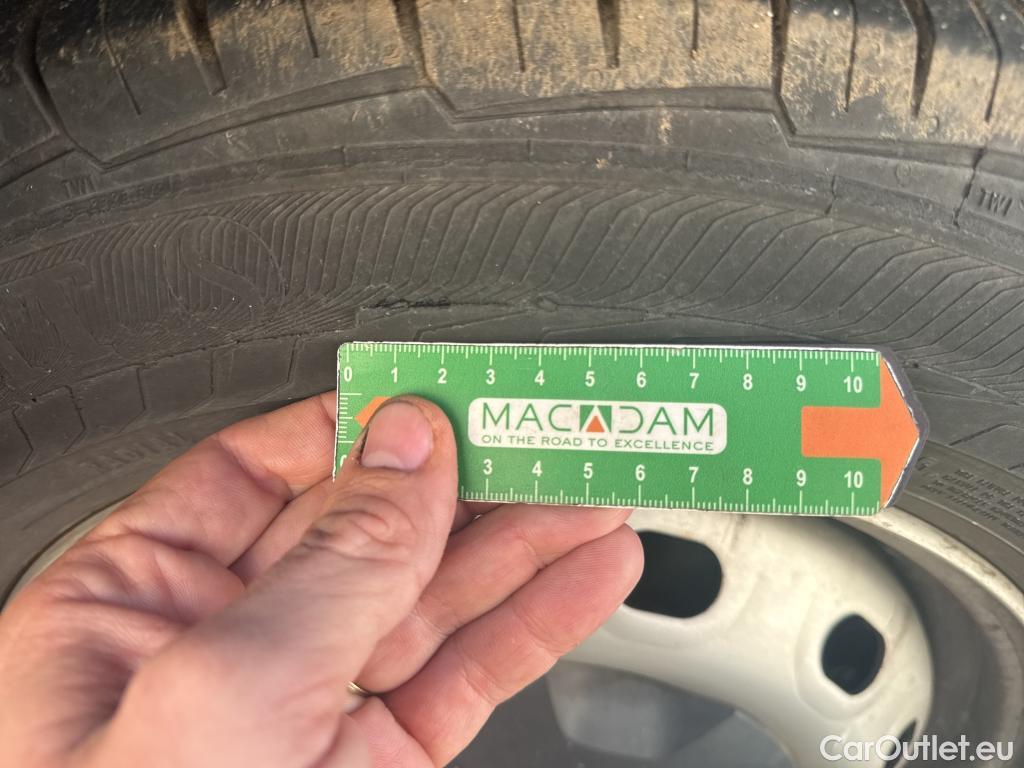 TWI
TWI
S
0 1 2 3 4 5 6 7 8 9 10
MACADAM
ON THE ROAD TO EXCELLENCE
0 3 4 5 6 7 8 9 10
CarOutlet.eu